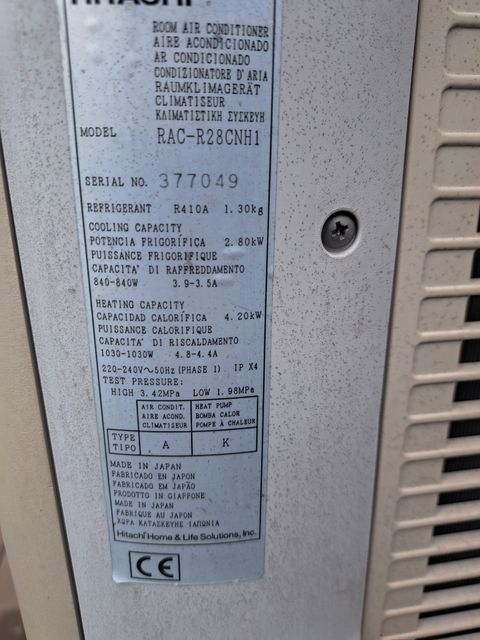 HITACHI
ROOM AIR CONDITIONER
AIRE ACONDICIONADO
AR CONDICIONADO
CONDIZIONATORE D'ARIA
RAUMKLIMAGERÄT
CLIMATISEUR
ΚΛΙΜΑΤΙΣΤΙΚΗ ΣΥΣΚΕΥΗ
MODEL RAC-R28CNH1
SERIAL NO. 377049
REFRIGERANT R410A 1.30kg
COOLING CAPACITY
POTENCIA FRIGORÍFICA 2.80kW
PUISSANCE FRIGORIFIQUE
CAPACITA' DI RAFFREDDAMENTO
840-840W 3.9-3.5A
HEATING CAPACITY
CAPACIDAD CALORÍFICA 4.20kW
PUISSANCE CALORIFIQUE
CAPACITA' DI RISCALDAMENTO
1030-1030W 4.8-4.4A
220-240V~50Hz (PHASE 1) IP X4
TEST PRESSURE:
HIGH 3.42MPa LOW 1.98MPa
AIR CONDIT. HEAT PUMP
AIRE ACOND. BOMBA CALOR
CLIMATISEUR POMPE À CHALEUR
TYPE A K
TIPO
MADE IN JAPAN
FABRICADO EN JAPON
FABRICADO EM JAPÃO
PRODOTTO IN GIAPPONE
MADE IN JAPAN
FABRIQUE AU JAPON
ΧΩΡΑ ΚΑΤΑΣΚΕΥΗΣ ΙΑΠΩΝΙΑ
Hitachi Home & Life Solutions, Inc.
CE